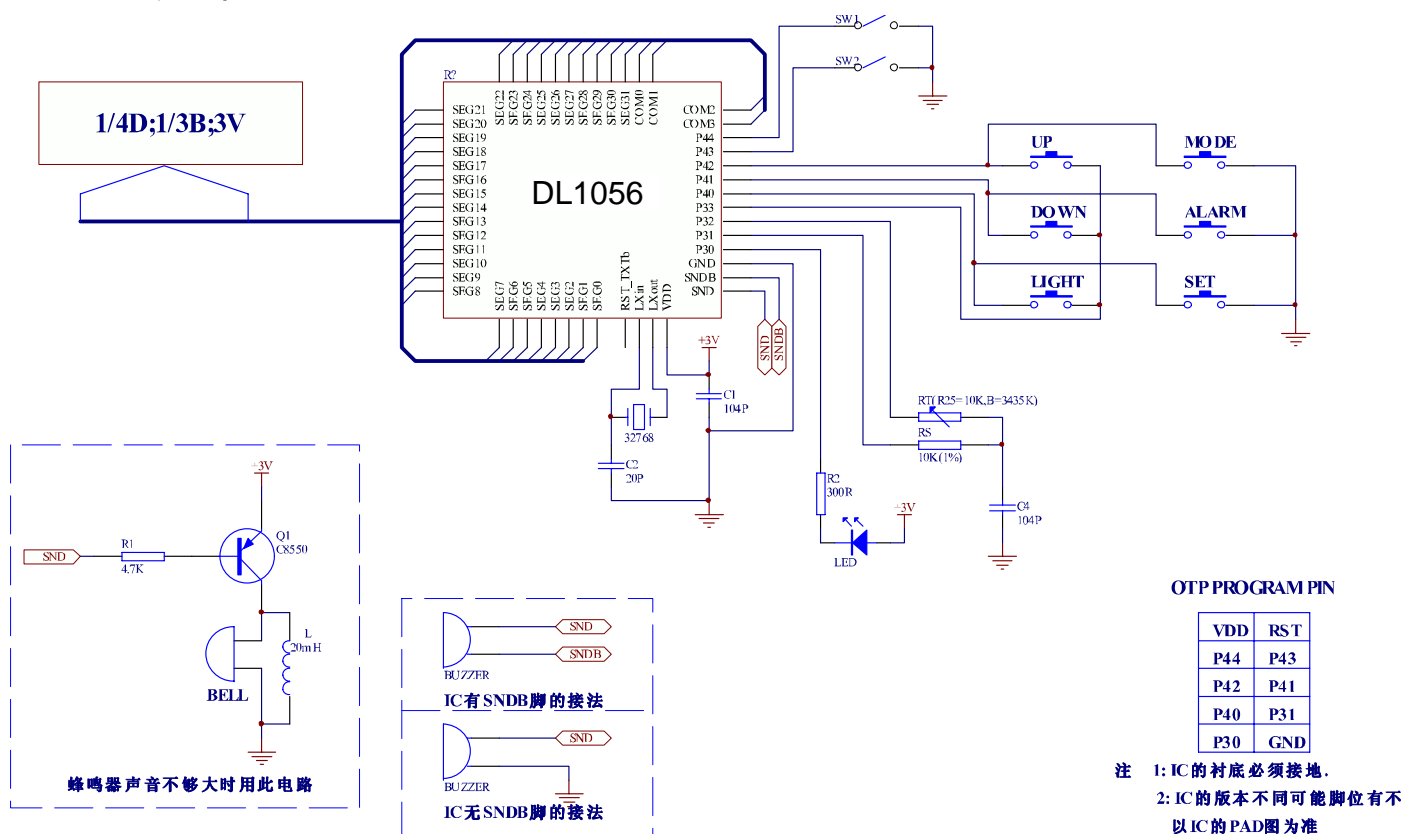 SW1
SW2
R?
1/4D;1/3B;3V
SEG22
SEG23
SEG24
SEG25
SEG26
SEG27
SEG28
SEG29
SEG30
SEG31
COM0
COM1
SEG21
SEG20
SEG19
SEG18
SEG17
SEG16
SEG15
SEG14
SEG13
SEG12
SEG11
SEG10
SEG9
SEG8
DL1056
COM2
COM3
P44
P43
P42
P41
P40
P33
P32
P31
P30
GND
SNDB
SND
SEG7
SEG6
SEG5
SEG4
SEG3
SEG2
SEG1
SEG0
RST_TXTb
LXin
LXout
VDD
UP
MODE
DOWN
ALARM
LIGHT
SET
SND
SNDB
+3V
C1
104P
32768
C2
20P
RT(R25=10K,B=3435K)
RS
10K(1%)
C4
104P
R2
300R
+3V
LED
+3V
SND
R1
4.7K
Q1
C8550
L
20mH
BELL
蜂鸣器声音不够大时用此电路
SND
SNDB
BUZZER
IC有SNDB脚的接法
SND
BUZZER
IC无SNDB脚的接法
OTP PROGRAM PIN
VDD RST
P44 P43
P42 P41
P40 P31
P30 GND
注 1: IC的衬底必须接地.
2: IC的版本不同可能脚位有不
以IC的PAD图为准